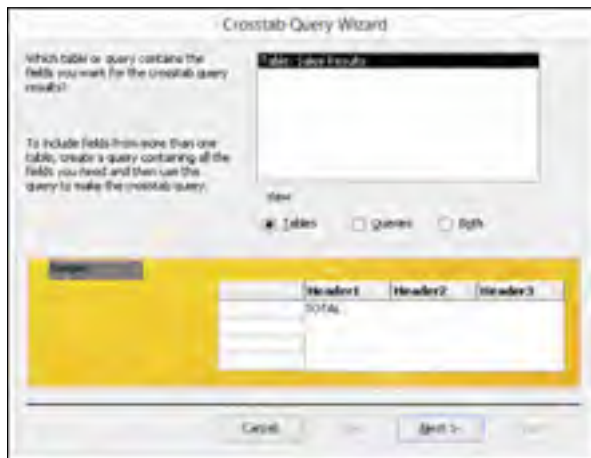 Crosstab Query Wizard
Which table or query contains the
fields you want for the crosstab query
results?
Table: Sales Results
To include fields from more than one
table, create a query containing all the
fields you need and then use this
query to make the crosstab query.
View
Tables Queries Both
Header1 Header2 Header3
TOTAL
Cancel Next >